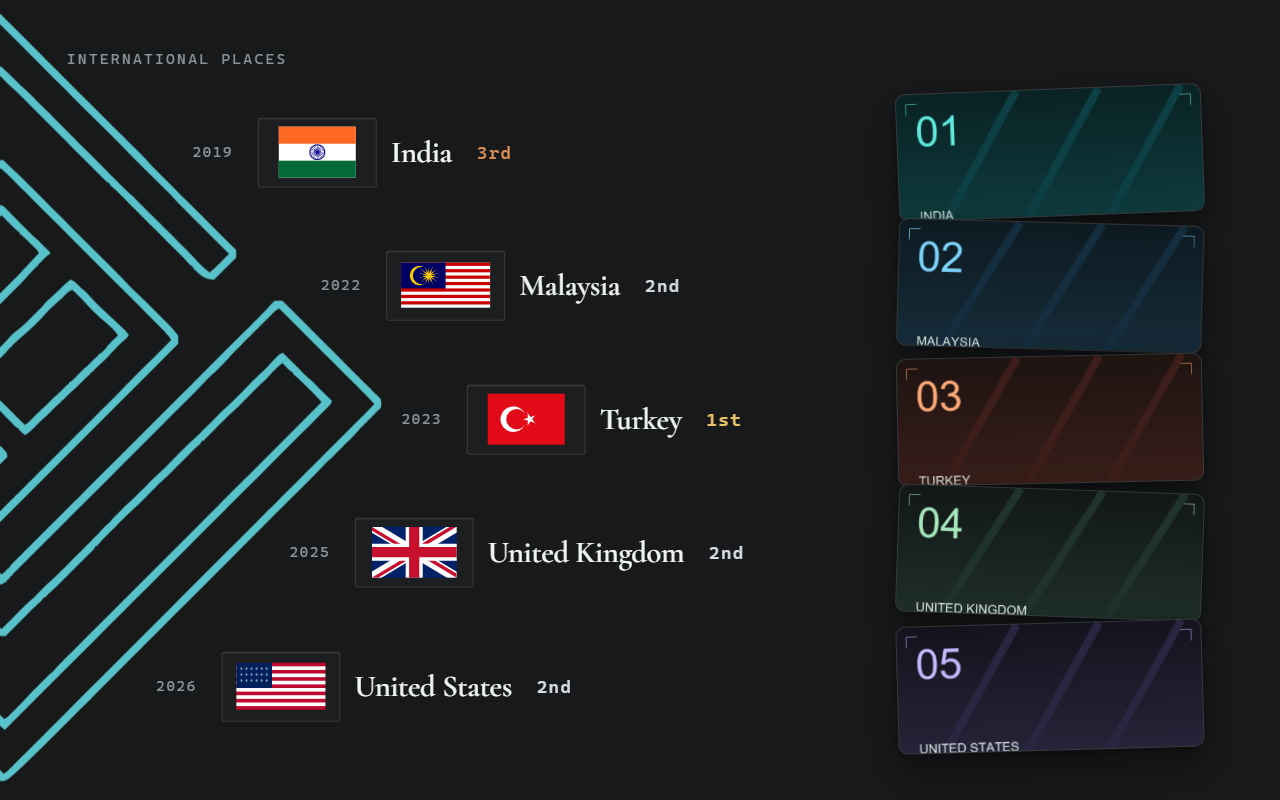 INTERNATIONAL PLACES
2019 India 3rd
2022 Malaysia 2nd
2023 Turkey 1st
2025 United Kingdom 2nd
2026 United States 2nd
01
INDIA
02
MALAYSIA
03
TURKEY
04
UNITED KINGDOM
05
UNITED STATES